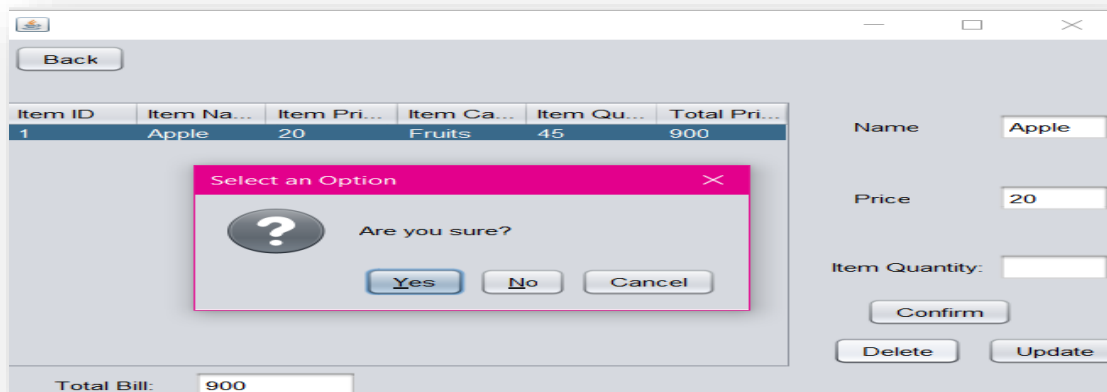 Back
Item ID Item Na... Item Pri... Item Ca... Item Qu... Total Pri...
1 Apple 20 Fruits 45 900
Name Apple
Select an Option
Price 20
Are you sure?
Item Quantity:
Yes No Cancel
Confirm
Delete Update
Total Bill: 900